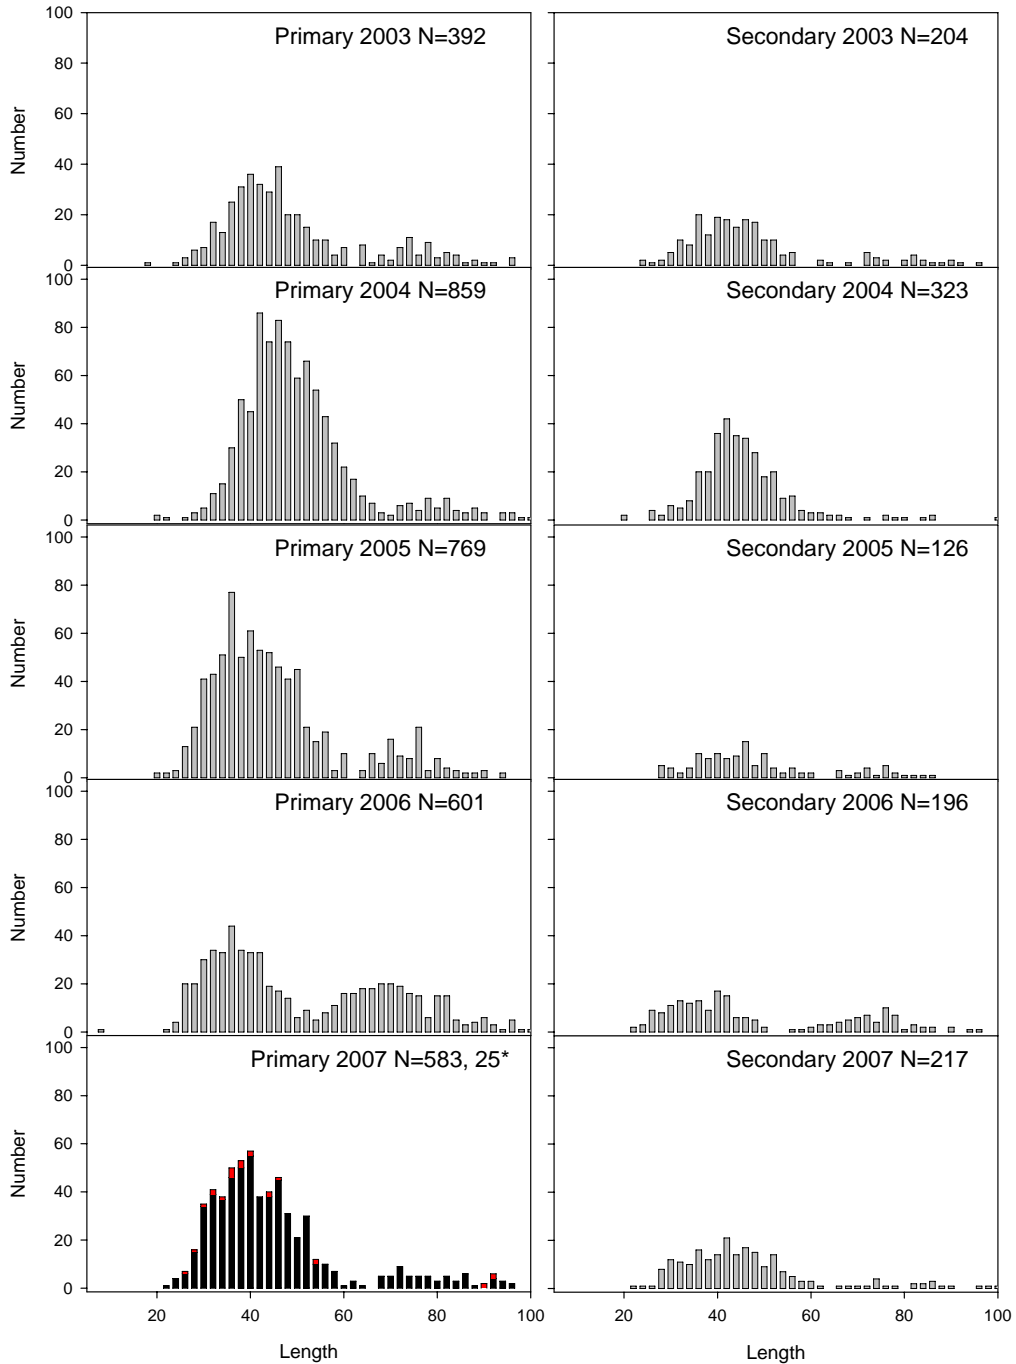 100
Primary 2003 N=392
Secondary 2003 N=204
80
60
Number
40
20
0
100
Primary 2004 N=859
Secondary 2004 N=323
80
60
Number
40
20
0
100
Primary 2005 N=769
Secondary 2005 N=126
80
60
Number
40
20
0
100
Primary 2006 N=601
Secondary 2006 N=196
80
60
Number
40
20
0
100
Primary 2007 N=583, 25*
Secondary 2007 N=217
80
60
Number
40
20
0
20 40 60 80 100
20 40 60 80 100
Length
Length